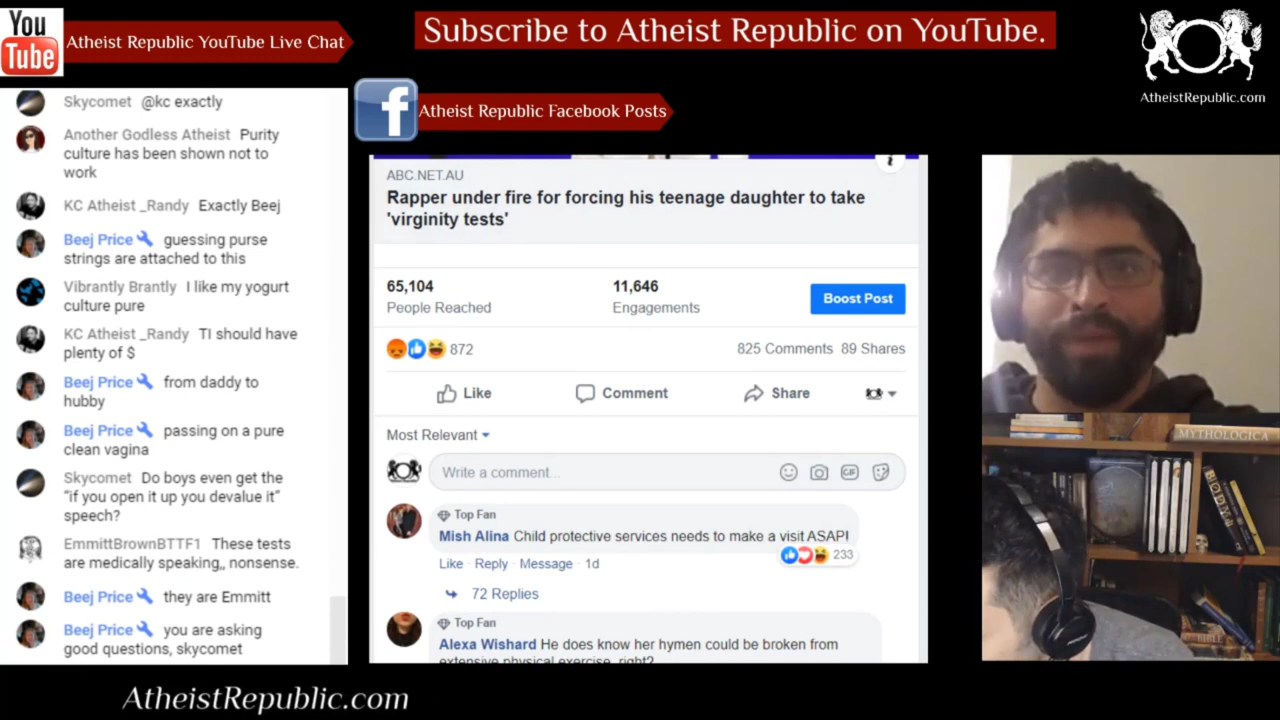 You
Tube
Atheist Republic YouTube Live Chat
Subscribe to Atheist Republic on YouTube.
AtheistRepublic.com
f
Atheist Republic Facebook Posts
Skycomet @kc exactly
Another Godless Atheist Purity
culture has been shown not to
work
KC Atheist _Randy Exactly Beej
Beej Price guessing purse
strings are attached to this
Vibrantly Brantly I like my yogurt
culture pure
KC Atheist _Randy TI should have
plenty of $
Beej Price from daddy to
hubby
Beej Price passing on a pure
clean vagina
Skycomet Do boys even get the
"if you open it up you devalue it"
speech?
EmmittBrownBTTF1 These tests
are medically speaking,, nonsense.
Beej Price they are Emmitt
Beej Price you are asking
good questions, skycomet
i
ABC.NET.AU
Rapper under fire for forcing his teenage daughter to take
'virginity tests'
65,104
People Reached
11,646
Engagements
Boost Post
872
825 Comments 89 Shares
Like
Comment
Share
Most Relevant
Write a comment...
GIF
Top Fan
Mish Alina Child protective services needs to make a visit ASAP!
233
Like · Reply · Message · 1d
72 Replies
Top Fan
Alexa Wishard He does know her hymen could be broken from
extensive physical exercise, right?
MYTHOLOGICA
BIBLE
AtheistRepublic.com